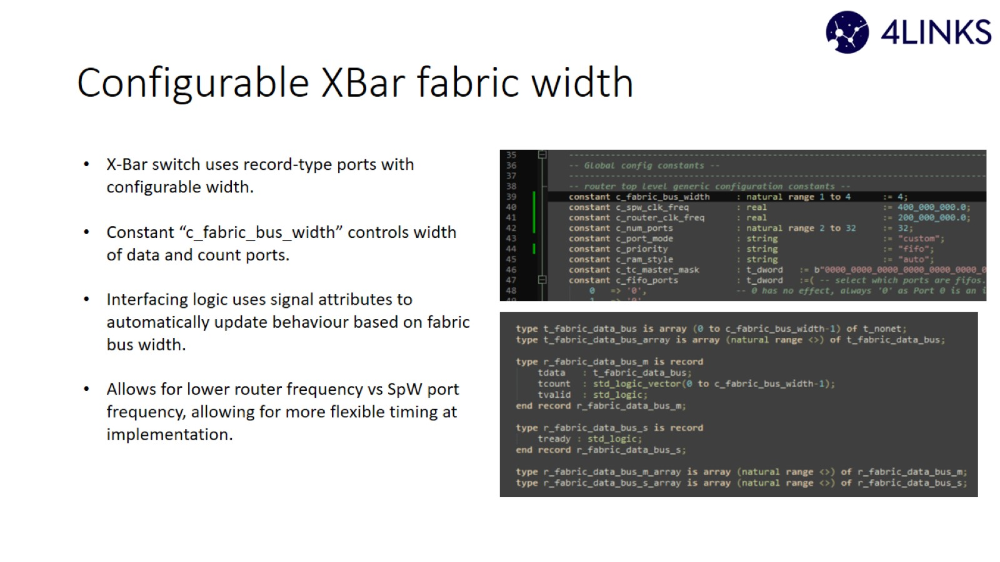 4LINKS
Configurable XBar fabric width
• X-Bar switch uses record-type ports with
configurable width.
• Constant “c_fabric_bus_width” controls width
of data and count ports.
• Interfacing logic uses signal attributes to
automatically update behaviour based on fabric
bus width.
• Allows for lower router frequency vs SpW port
frequency, allowing for more flexible timing at
implementation.
35 --------------------------------------------------------------------------------
36 -- Global config constants --
37 --------------------------------------------------------------------------------
38 -- router top level generic configuration constants --
39 constant c_fabric_bus_width : natural range 1 to 4 := 4;
40 constant c_spw_clk_freq : real := 400_000_000.0;
41 constant c_router_clk_freq : real := 200_000_000.0;
42 constant c_num_ports : natural range 2 to 32 := 32;
43 constant c_port_mode : string := "custom";
44 constant c_priority : string := "fifo";
45 constant c_ram_style : string := "auto";
46 constant c_tc_master_mask : t_dword := b"0000_0000_0000_0000_0000_0000_0
47 constant c_fifo_ports : t_dword :=( -- select which ports are fifos.
48 0 => '0', -- 0 has no effect, always '0' as Port 0 is an i
type t_fabric_data_bus is array (0 to c_fabric_bus_width-1) of t_nonet;
type t_fabric_data_bus_array is array (natural range <>) of t_fabric_data_bus;
type r_fabric_data_bus_m is record
tdata : t_fabric_data_bus;
tcount : std_logic_vector(0 to c_fabric_bus_width-1);
tvalid : std_logic;
end record r_fabric_data_bus_m;
type r_fabric_data_bus_s is record
tready : std_logic;
end record r_fabric_data_bus_s;
type r_fabric_data_bus_m_array is array (natural range <>) of r_fabric_data_bus_m;
type r_fabric_data_bus_s_array is array (natural range <>) of r_fabric_data_bus_s;